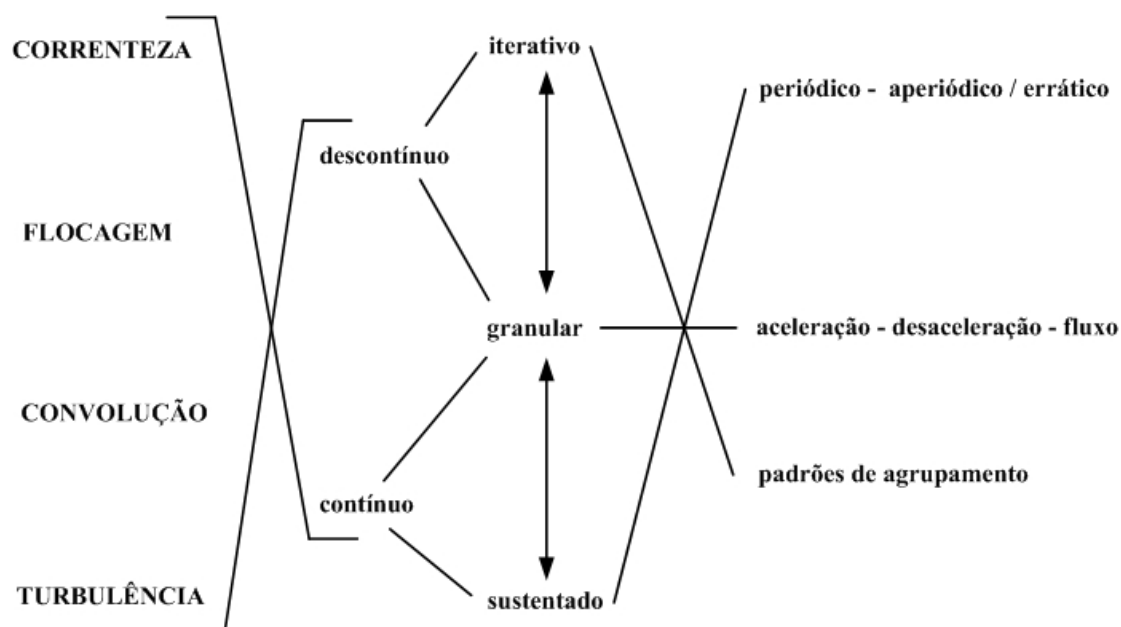 CORRENTEZA
iterativo
periódico - aperiódico / errático
descontínuo
FLOCAGEM
granular
aceleração - desaceleração - fluxo
CONVOLUÇÃO
padrões de agrupamento
contínuo
TURBULÊNCIA
sustentado